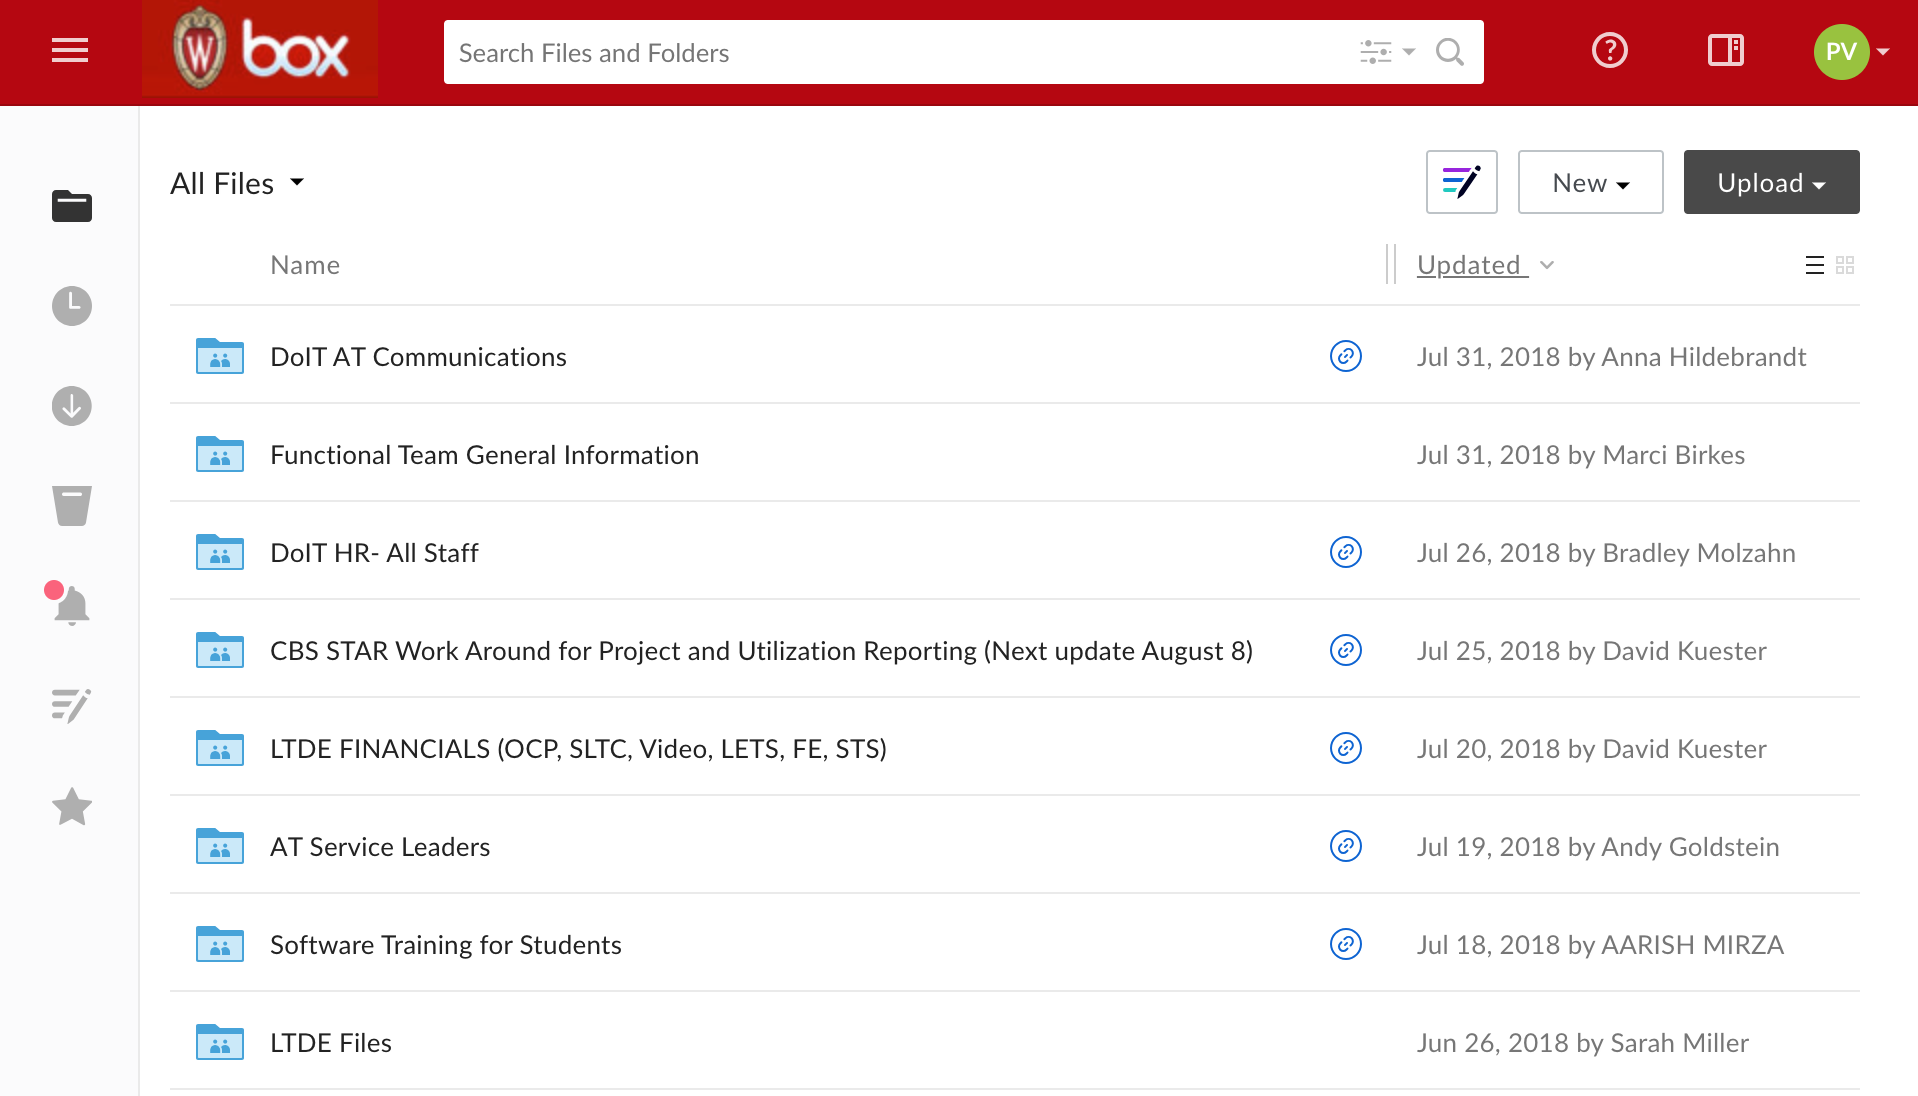 W box
Search Files and Folders
?
PV
All Files
New
Upload
Name
Updated
DoIT AT Communications
Jul 31, 2018 by Anna Hildebrandt
Functional Team General Information
Jul 31, 2018 by Marci Birkes
DoIT HR- All Staff
Jul 26, 2018 by Bradley Molzahn
CBS STAR Work Around for Project and Utilization Reporting (Next update August 8)
Jul 25, 2018 by David Kuester
LTDE FINANCIALS (OCP, SLTC, Video, LETS, FE, STS)
Jul 20, 2018 by David Kuester
AT Service Leaders
Jul 19, 2018 by Andy Goldstein
Software Training for Students
Jul 18, 2018 by AARISH MIRZA
LTDE Files
Jun 26, 2018 by Sarah Miller